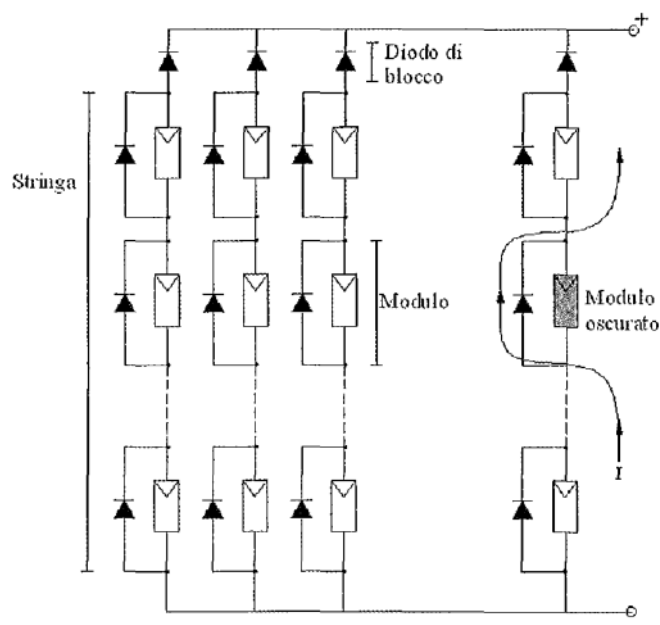 +
Diodo di
blocco
Stringa
Modulo
Modulo
oscurato
I